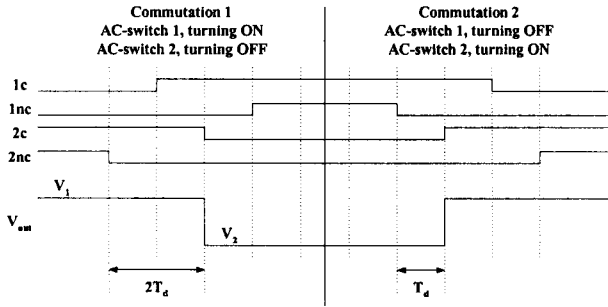 Commutation 1
AC-switch 1, turning ON
AC-switch 2, turning OFF
Commutation 2
AC-switch 1, turning OFF
AC-switch 2, turning ON
1c
1nc
2c
2nc
V1
Vout
V2
2Td
Td